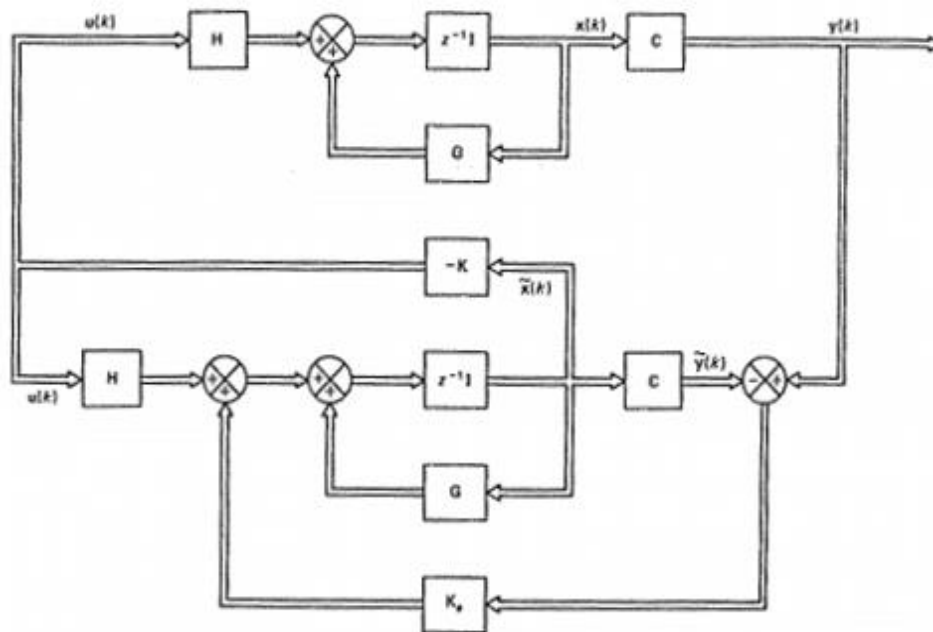 u(k)
H
+
+
z⁻¹I
x(k)
C
y(k)
G
-K
x̃(k)
u(k)
H
+
+
+
+
z⁻¹I
C
ỹ(k)
-
+
G
Kₑ